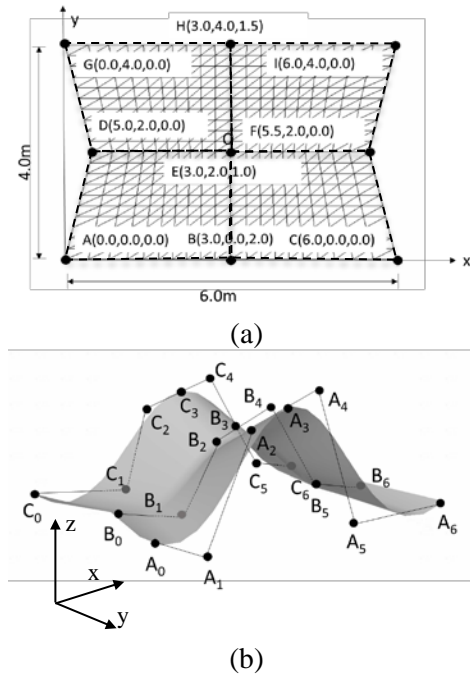 y
H(3.0,4.0,1.5)
G(0.0,4.0,0.0)
I(6.0,4.0,0.0)
D(5.0,2.0,0.0)
F(5.5,2.0,0.0)
4.0m
E(3.0,2.0,1.0)
A(0.0,0.0,0.0)
B(3.0,0.0,2.0)
C(6.0,0.0,0.0)
x
6.0m
(a)
C₄
C₃
C₂
B₄
A₄
B₃
A₃
B₂
A₂
C₁
C₅
C₆
B₆
C₀
B₁
B₅
B₀
A₆
A₅
z
A₀
A₁
x
y
(b)